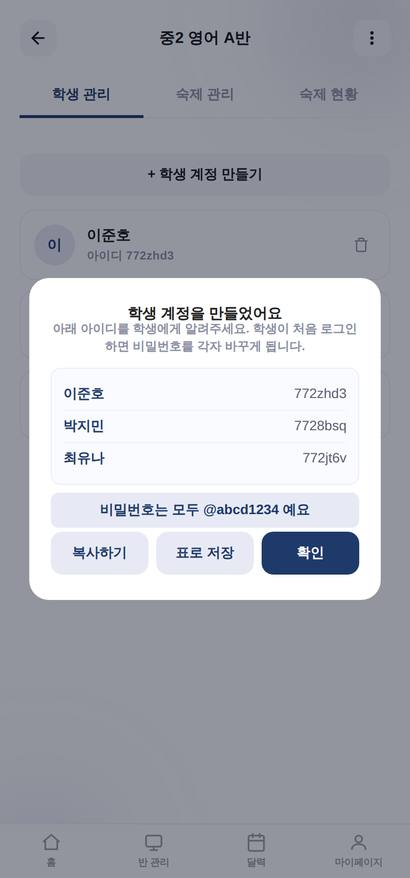 중2 영어 A반
학생 관리
숙제 관리
숙제 현황
+ 학생 계정 만들기
이
이준호
아이디 772zhd3
학생 계정을 만들었어요
아래 아이디를 학생에게 알려주세요. 학생이 처음 로그인
하면 비밀번호를 각자 바꾸게 됩니다.
이준호 772zhd3
박지민 7728bsq
최유나 772jt6v
비밀번호는 모두 @abcd1234 예요
복사하기
표로 저장
확인
홈
반 관리
달력
마이페이지